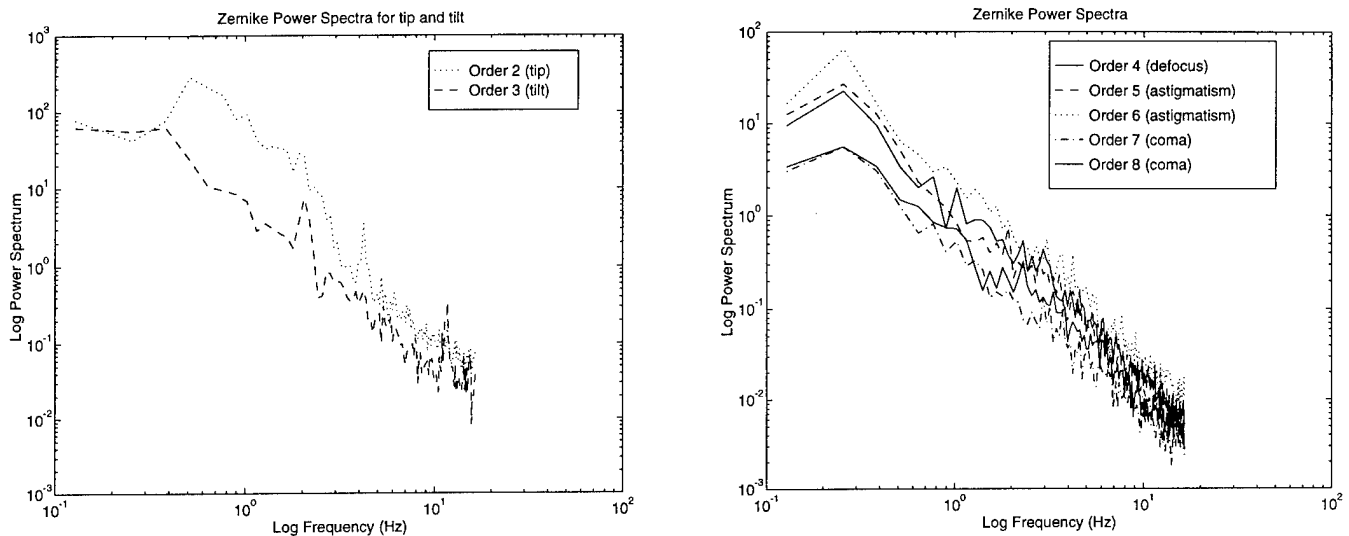 Zernike Power Spectra for tip and tilt
10^3
10^2
10^1
10^0
10^-1
10^-2
10^-3
Log Power Spectrum
Order 2 (tip)
Order 3 (tilt)
10^-1
10^0
10^1
10^2
Log Frequency (Hz)
Zernike Power Spectra
10^2
10^1
10^0
10^-1
10^-2
10^-3
Log Power Spectrum
Order 4 (defocus)
Order 5 (astigmatism)
Order 6 (astigmatism)
Order 7 (coma)
Order 8 (coma)
10^-1
10^0
10^1
10^2
Log Frequency (Hz)